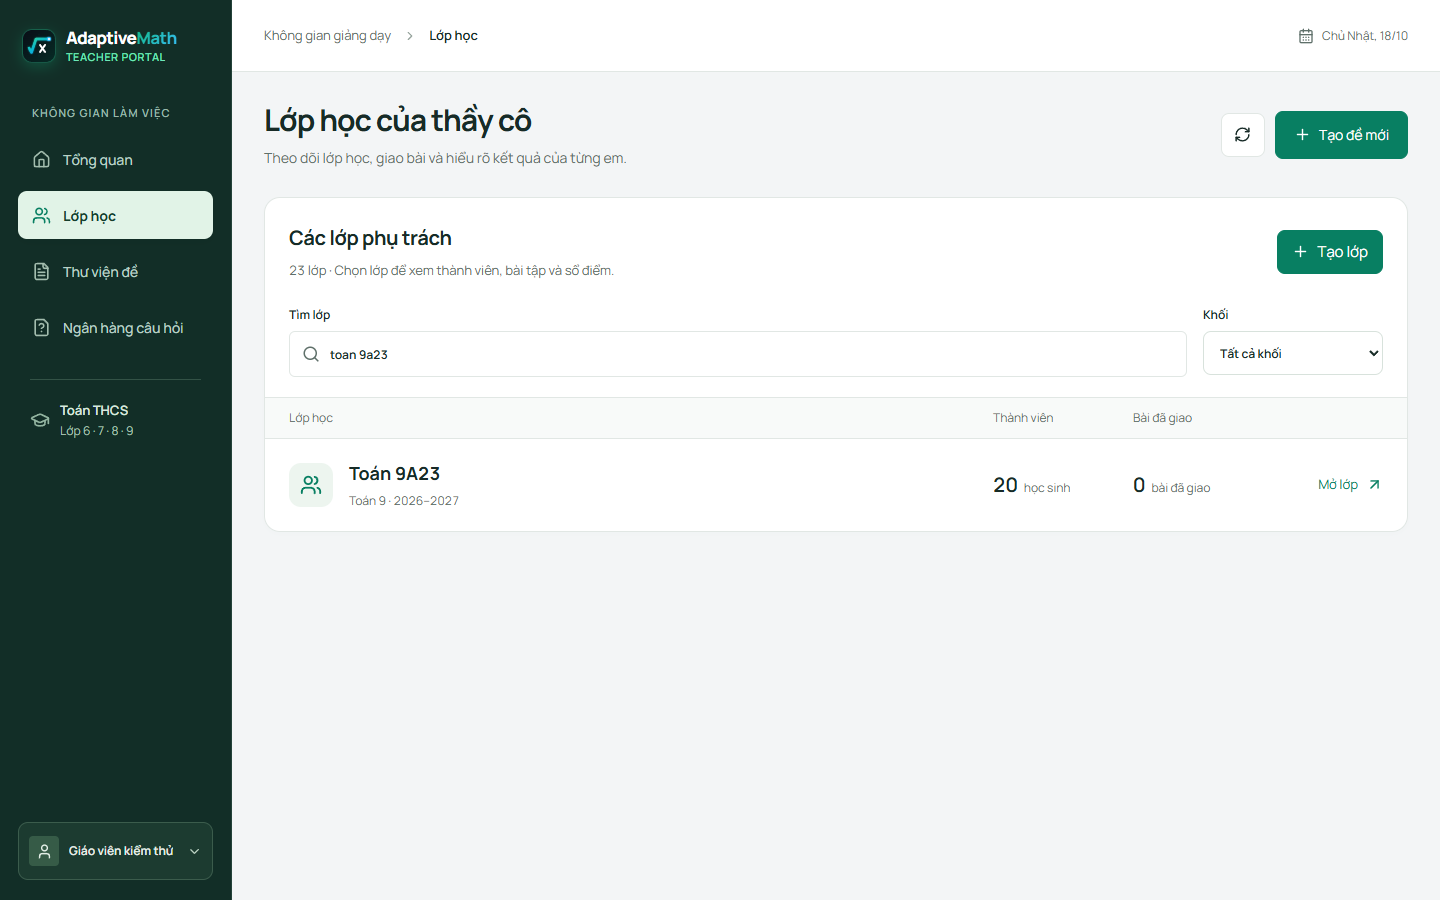 AdaptiveMath
TEACHER PORTAL
KHÔNG GIAN LÀM VIỆC
Tổng quan
Lớp học
Thư viện đề
Ngân hàng câu hỏi
Toán THCS
Lớp 6 · 7 · 8 · 9
Giáo viên kiểm thử
Không gian giảng dạy > Lớp học
Chủ Nhật, 18/10
Lớp học của thầy cô
Theo dõi lớp học, giao bài và hiểu rõ kết quả của từng em.
+ Tạo đề mới
Các lớp phụ trách
23 lớp · Chọn lớp để xem thành viên, bài tập và sổ điểm.
+ Tạo lớp
Tìm lớp
toan 9a23
Khối
Tất cả khối
Lớp học Thành viên Bài đã giao
Toán 9A23
Toán 9 · 2026–2027
20 học sinh
0 bài đã giao
Mở lớp